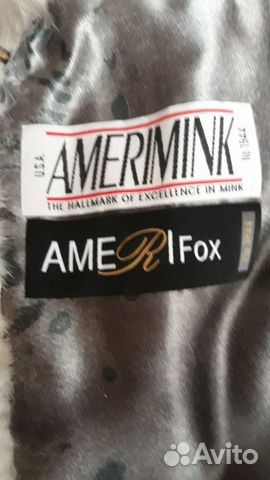 U.S.A.
AMERIMINK
THE HALLMARK OF EXCELLENCE IN MINK
AMERIFOX
Avito